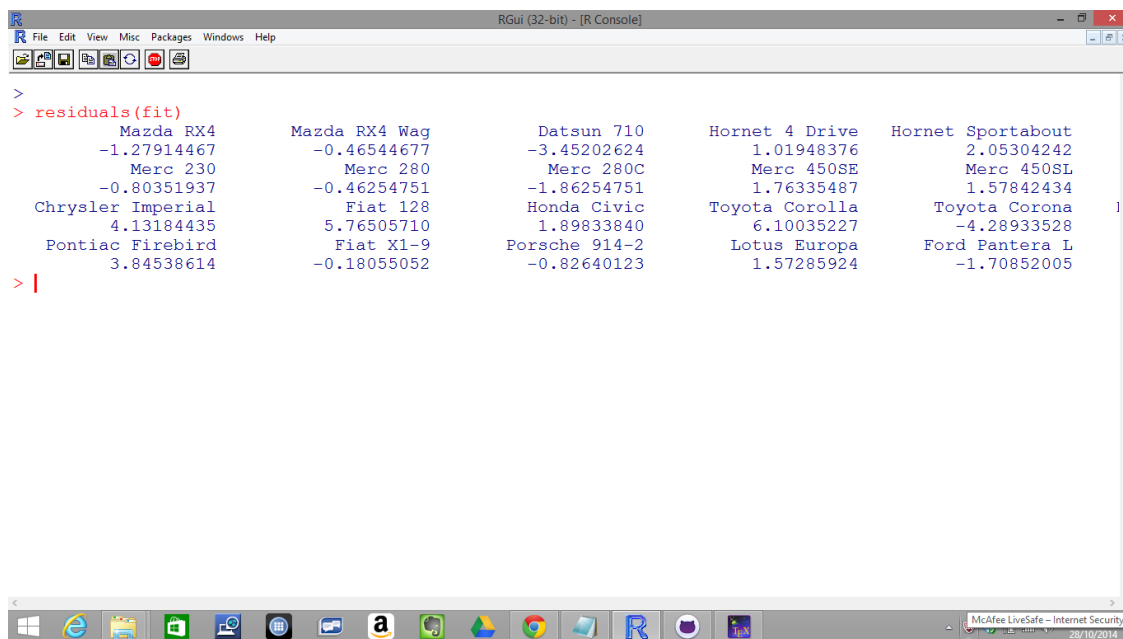 RGui (32-bit) - [R Console]
File Edit View Misc Packages Windows Help
STOP
>
> residuals(fit)
Mazda RX4 Mazda RX4 Wag Datsun 710 Hornet 4 Drive Hornet Sportabout
-1.27914467 -0.46544677 -3.45202624 1.01948376 2.05304242
Merc 230 Merc 280 Merc 280C Merc 450SE Merc 450SL
-0.80351937 -0.46254751 -1.86254751 1.76335487 1.57842434
Chrysler Imperial Fiat 128 Honda Civic Toyota Corolla Toyota Corona
4.13184435 5.76505710 1.89833840 6.10035227 -4.28933528
Pontiac Firebird Fiat X1-9 Porsche 914-2 Lotus Europa Ford Pantera L
3.84538614 -0.18055052 -0.82640123 1.57285924 -1.70852005
>
McAfee LiveSafe – Internet Security
28/10/2014